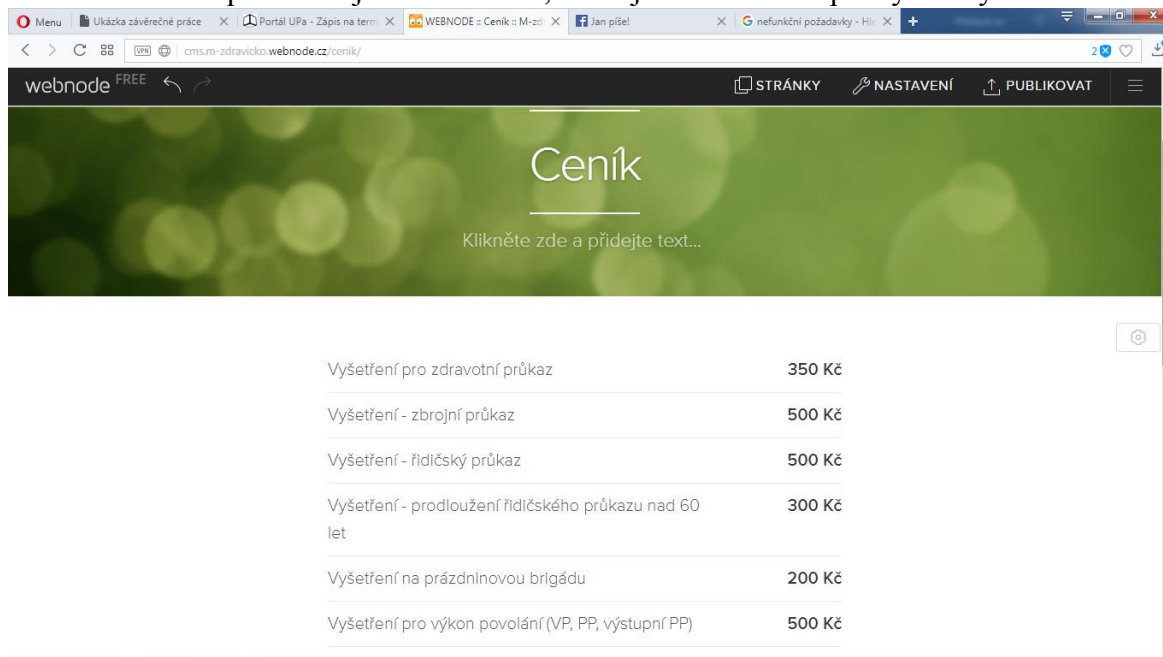 Menu
Ukázka závěrečné práce
Portál UPa - Zápis na term
WEBNODE :: Ceník :: M-zd
Jan píše!
nefunkční požadavky - Hle
VPN
cms.m-zdravicko.webnode.cz/cenik/
2
webnode FREE
STRÁNKY
NASTAVENÍ
PUBLIKOVAT
Ceník
Klikněte zde a přidejte text...
Vyšetření pro zdravotní průkaz 350 Kč
Vyšetření - zbrojní průkaz 500 Kč
Vyšetření - řidičský průkaz 500 Kč
Vyšetření - prodloužení řidičského průkazu nad 60 300 Kč
let
Vyšetření na prázdninovou brigádu 200 Kč
Vyšetření pro výkon povolání (VP, PP, výstupní PP) 500 Kč